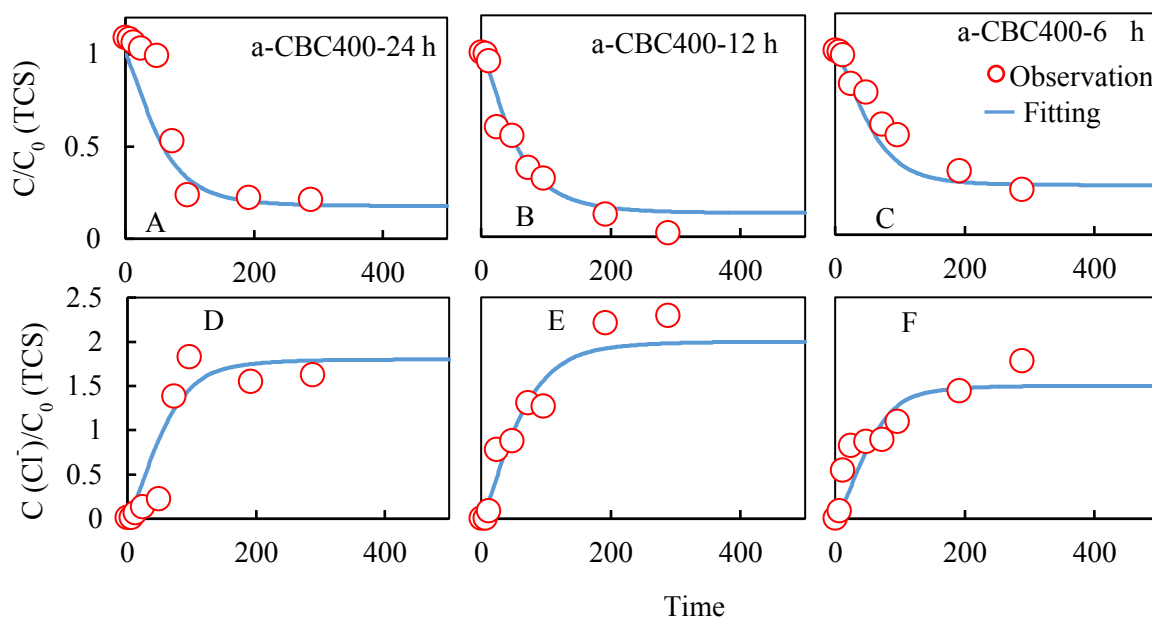 C/C0 (TCS)
1
0.5
0
a-CBC400-24 h
A
0 200 400
a-CBC400-12 h
B
0 200 400
a-CBC400-6 h
Observation
Fitting
C
0 200 400
C (Cl-)/C0 (TCS)
2.5
2
1.5
1
0.5
0
D
0 200 400
E
0 200 400
F
0 200 400
Time